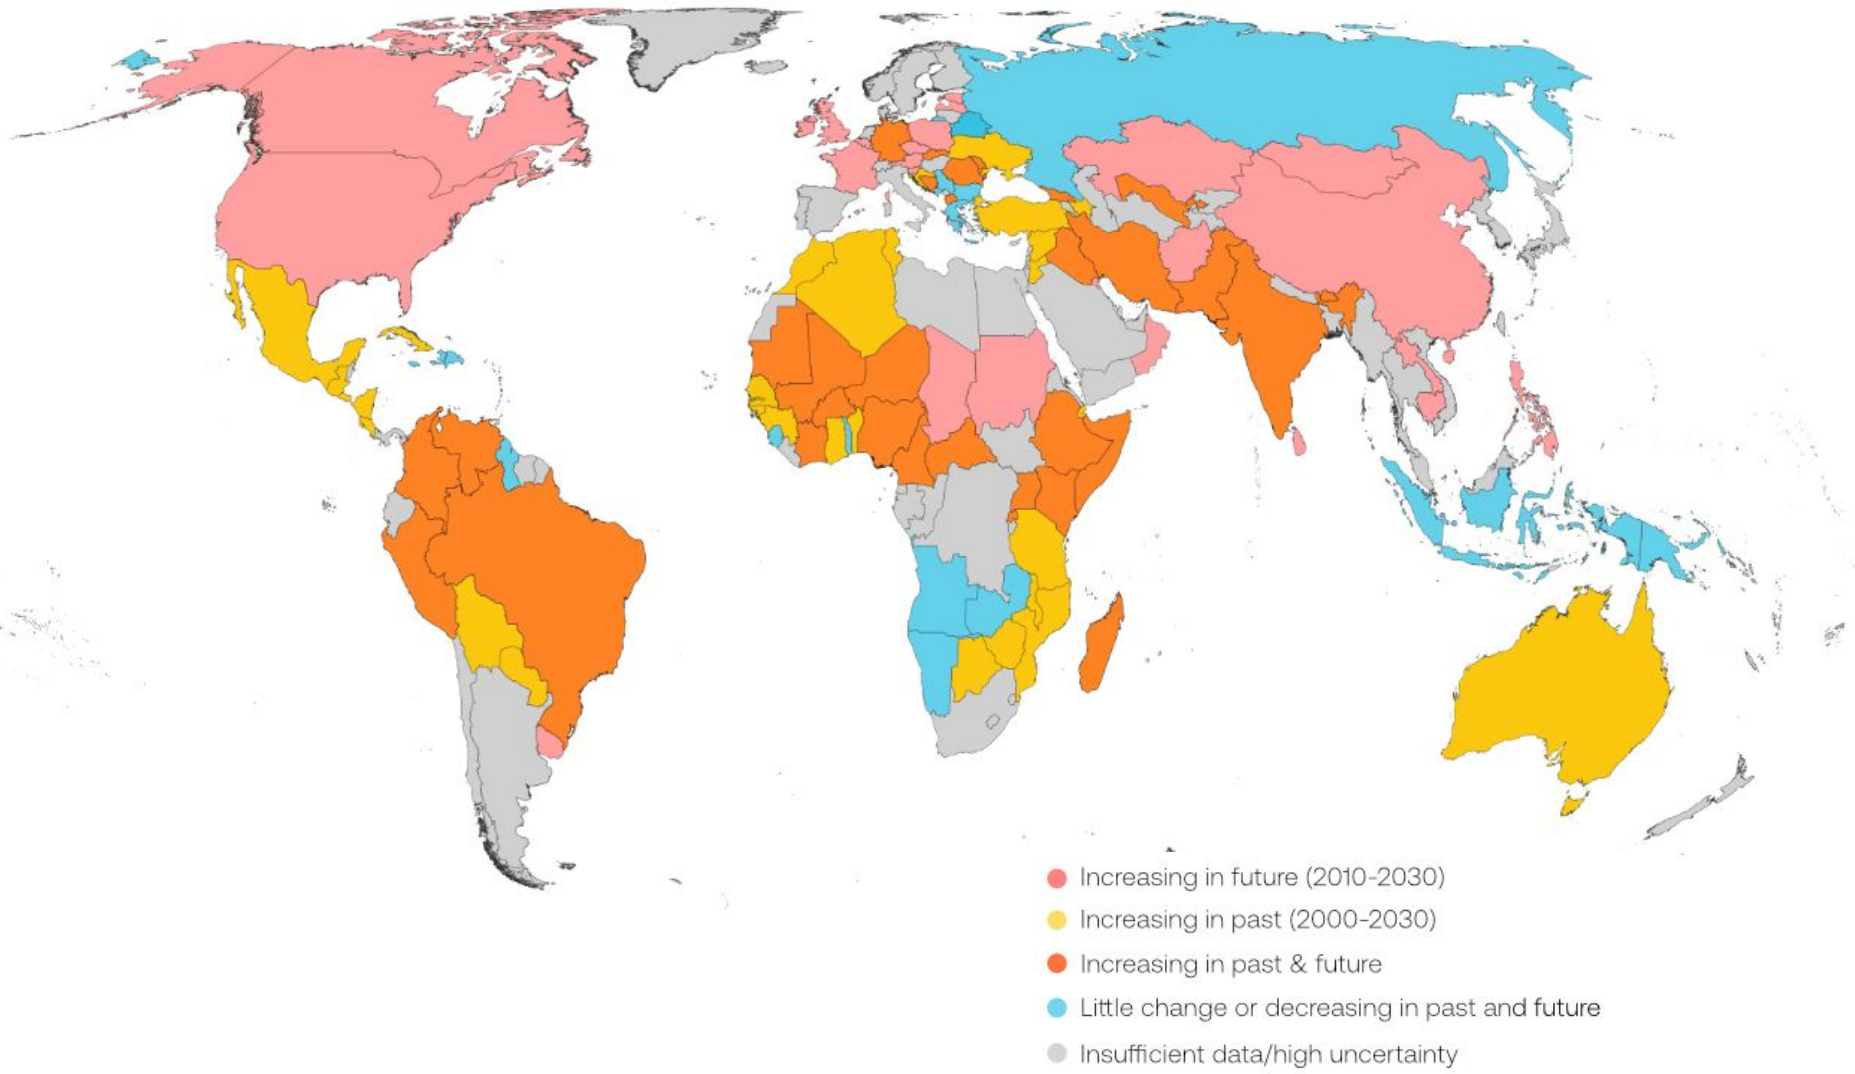 Increasing in future (2010-2030)
Increasing in past (2000-2030)
Increasing in past & future
Little change or decreasing in past and future
Insufficient data/high uncertainty